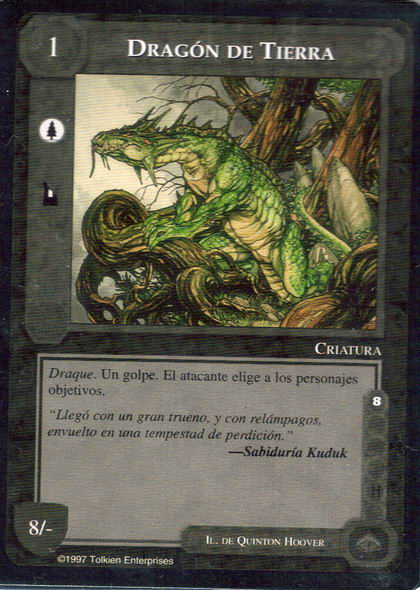 1
DRAGÓN DE TIERRA
CRIATURA
Draque. Un golpe. El atacante elige a los personajes
objetivos.
8
“Llegó con un gran trueno, y con relámpagos,
envuelto en una tempestad de perdición.”
—Sabiduría Kuduk
H
8/-
IL. DE QUINTON HOOVER
©1997 Tolkien Enterprises